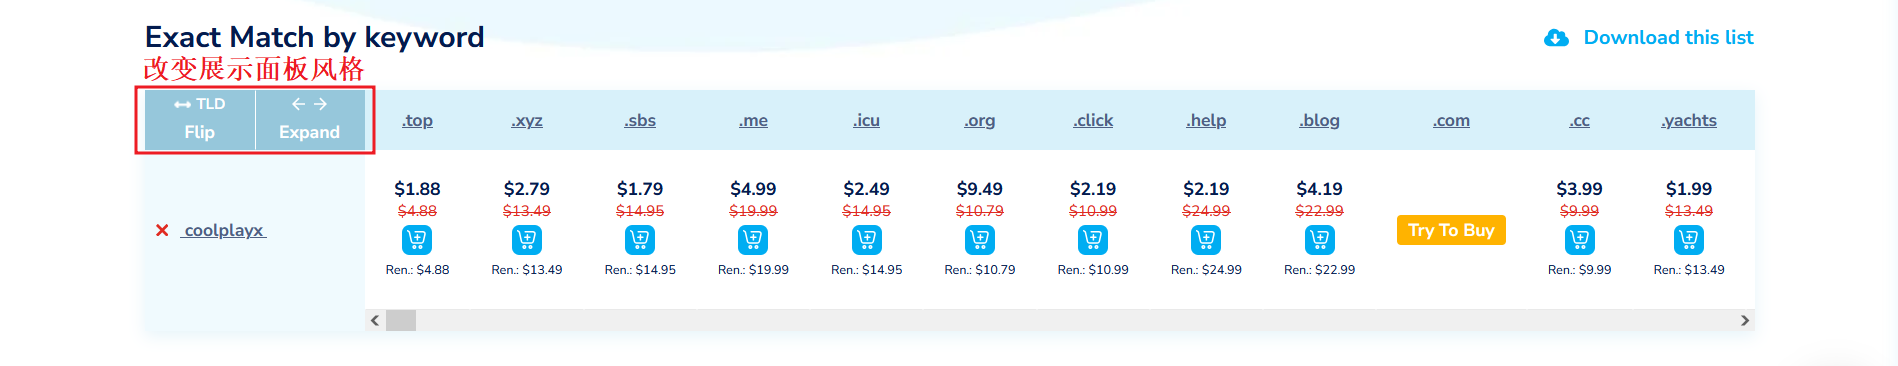 Exact Match by keyword
Download this list
改变展示面板风格
TLD Flip
Expand
.top .xyz .sbs .me .icu .org .click .help .blog .com .cc .yachts
$1.88 $2.79 $1.79 $4.99 $2.49 $9.49 $2.19 $2.19 $4.19 $3.99 $1.99
$4.88 $13.49 $14.95 $19.99 $14.95 $10.79 $10.99 $24.99 $22.99 $9.99 $13.49
coolplayx
Try To Buy
Ren.: $4.88 Ren.: $13.49 Ren.: $14.95 Ren.: $19.99 Ren.: $14.95 Ren.: $10.79 Ren.: $10.99 Ren.: $24.99 Ren.: $22.99 Ren.: $9.99 Ren.: $13.49